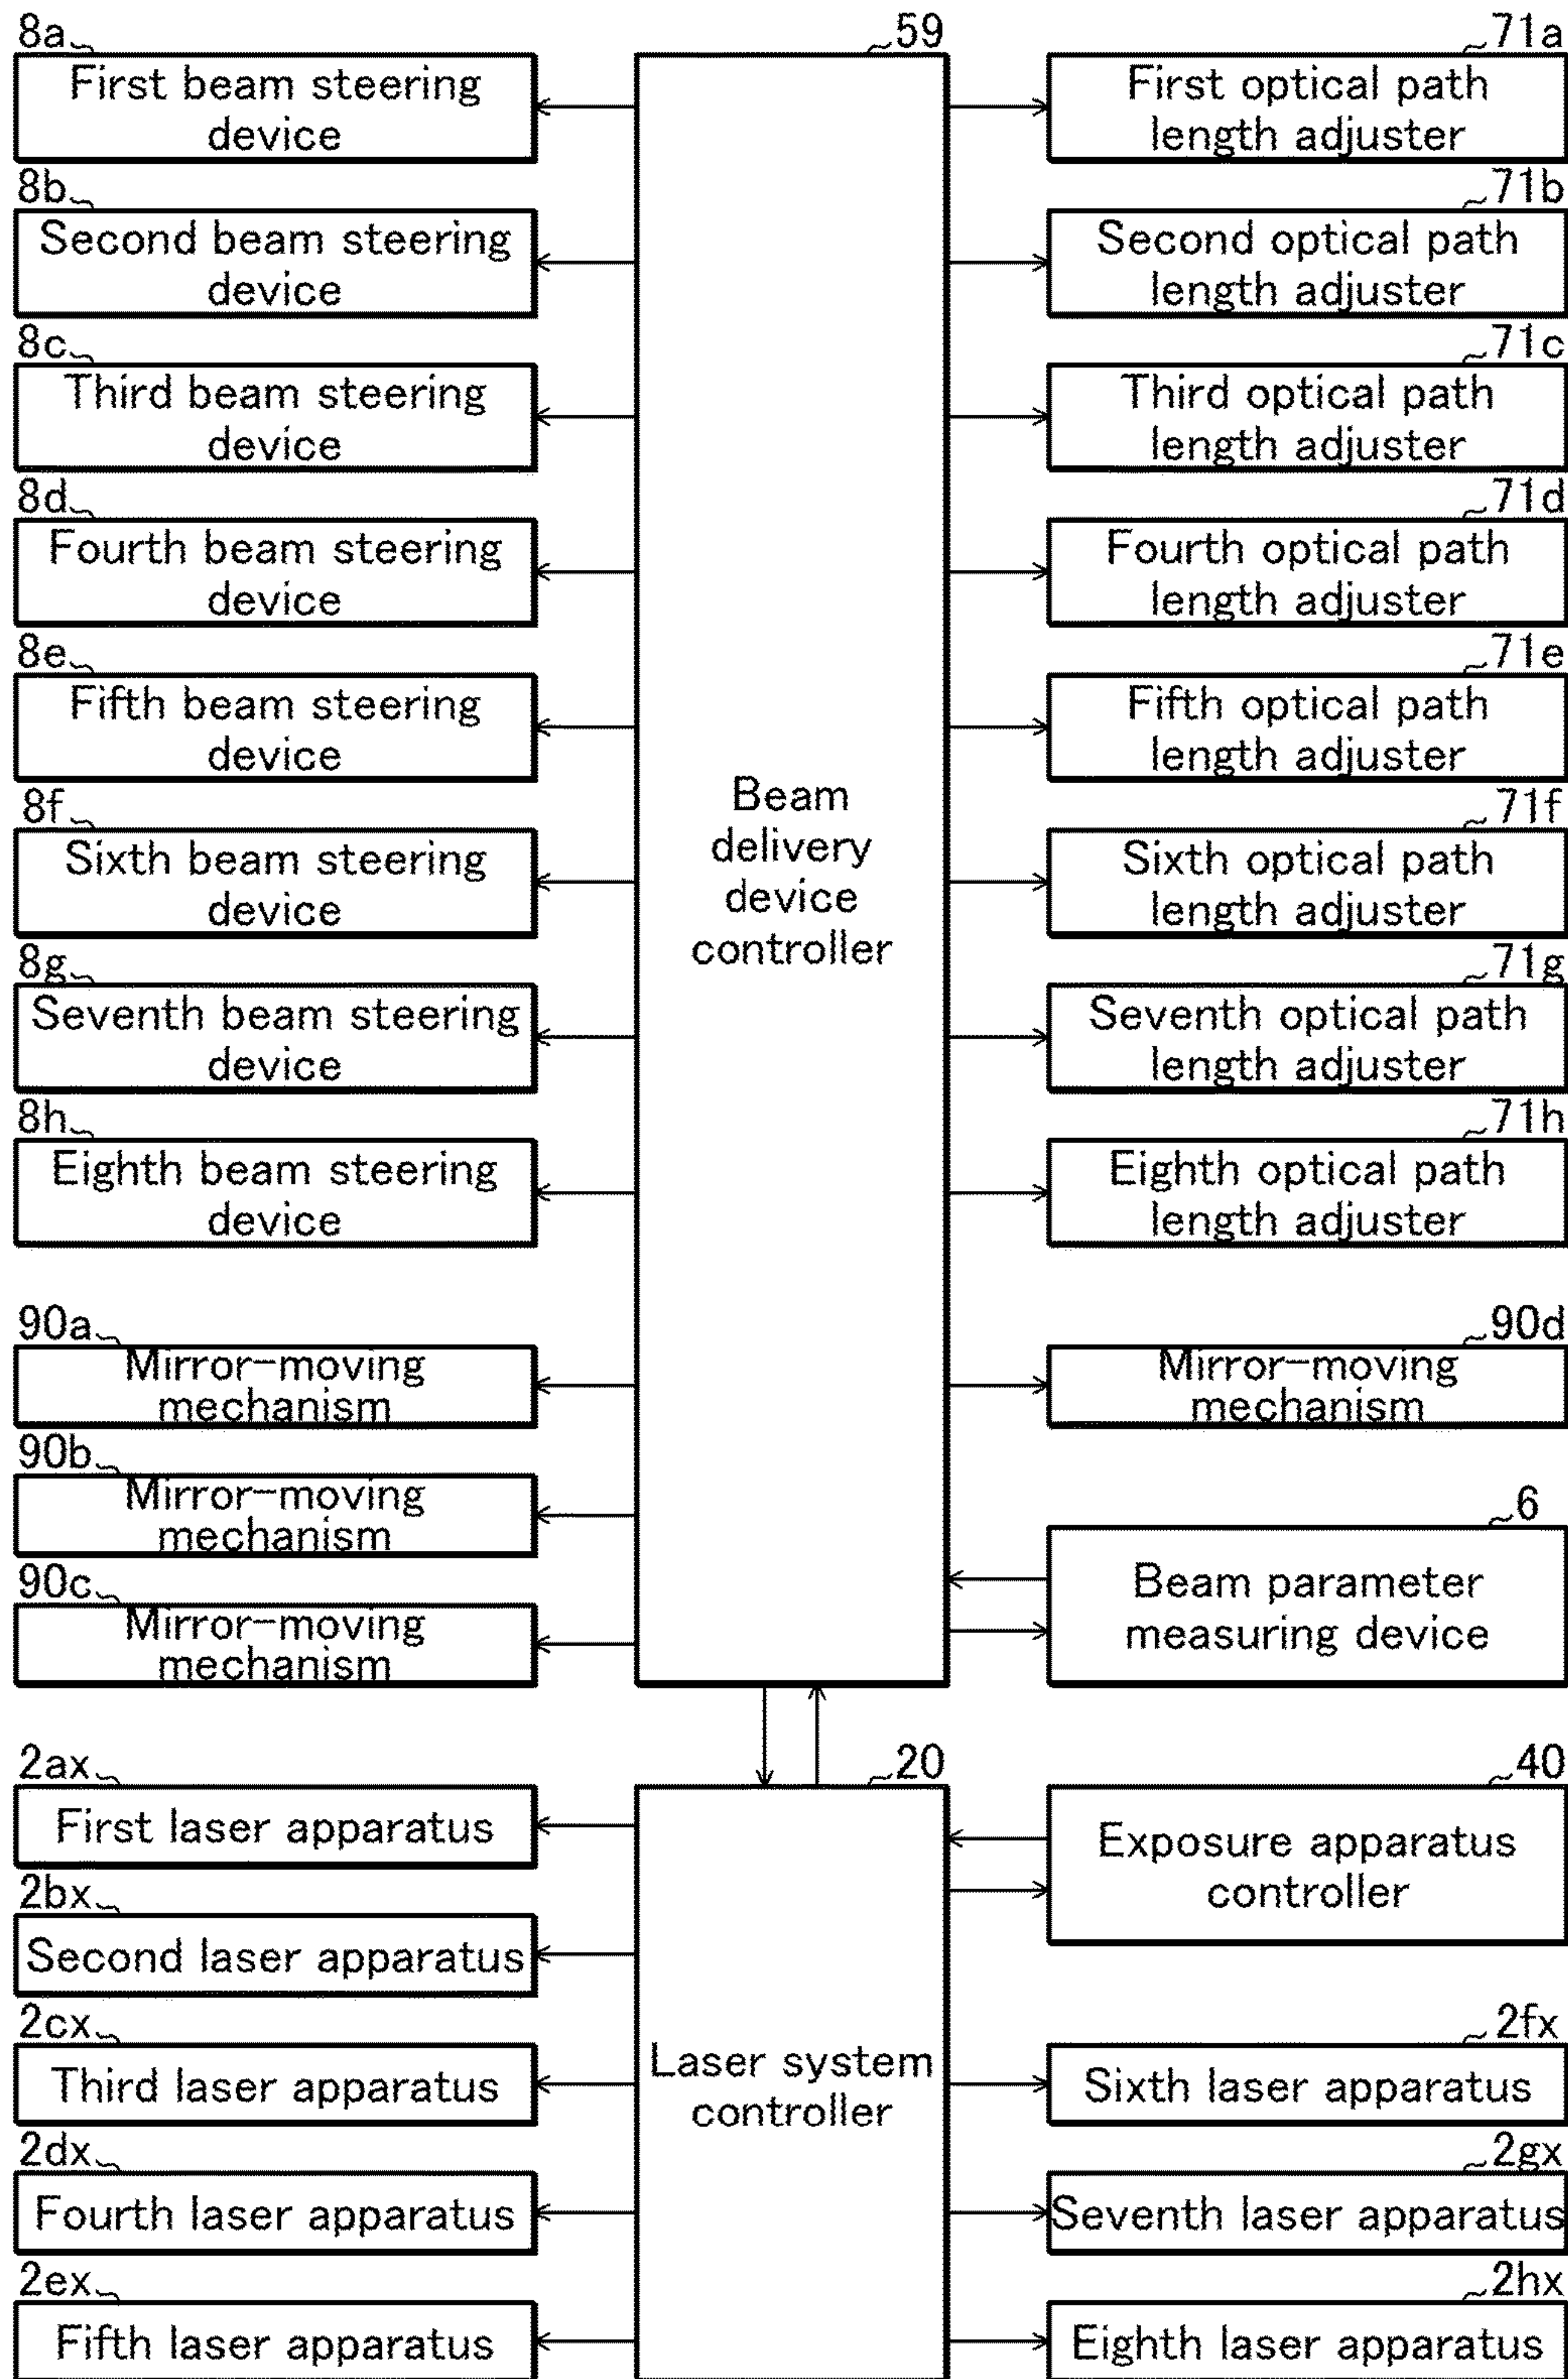 8a
First beam steering
device
8b
Second beam steering
device
8c
Third beam steering
device
8d
Fourth beam steering
device
8e
Fifth beam steering
device
8f
Sixth beam steering
device
8g
Seventh beam steering
device
8h
Eighth beam steering
device
90a
Mirror-moving
mechanism
90b
Mirror-moving
mechanism
90c
Mirror-moving
mechanism
59
Beam
delivery
device
controller
71a
First optical path
length adjuster
71b
Second optical path
length adjuster
71c
Third optical path
length adjuster
71d
Fourth optical path
length adjuster
71e
Fifth optical path
length adjuster
71f
Sixth optical path
length adjuster
71g
Seventh optical path
length adjuster
71h
Eighth optical path
length adjuster
90d
Mirror-moving
mechanism
6
Beam parameter
measuring device
2ax
First laser apparatus
2bx
Second laser apparatus
2cx
Third laser apparatus
2dx
Fourth laser apparatus
2ex
Fifth laser apparatus
20
Laser system
controller
40
Exposure apparatus
controller
2fx
Sixth laser apparatus
2gx
Seventh laser apparatus
2hx
Eighth laser apparatus